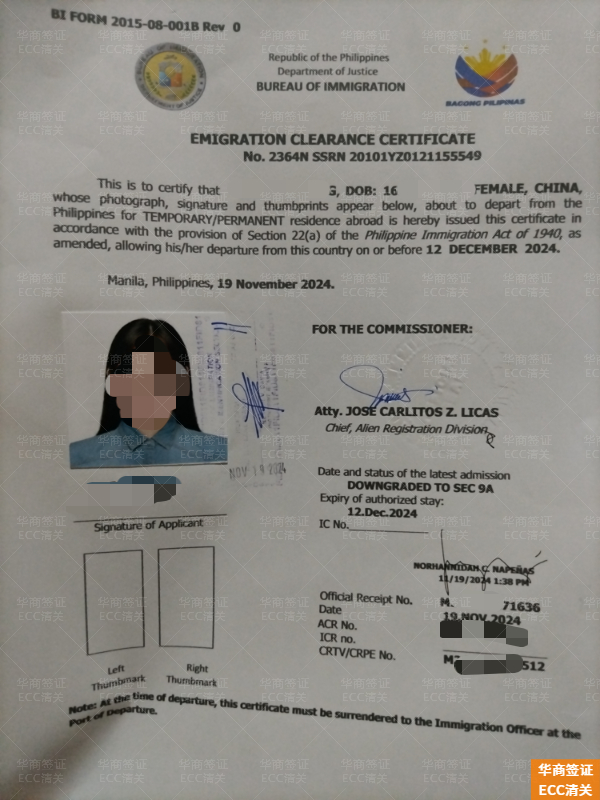 BI FORM 2015-08-001B Rev 0
Republic of the Philippines
Department of Justice
BUREAU OF IMMIGRATION
BAGONG PILIPINAS
EMIGRATION CLEARANCE CERTIFICATE
No. 2364N SSRN 20101YZ0121155549
This is to certify that 3, DOB: 16 FEMALE, CHINA,
whose photograph, signature and thumbprints appear below, about to depart from the
Philippines for TEMPORARY/PERMANENT residence abroad is hereby issued this certificate in
accordance with the provision of Section 22(a) of the Philippine Immigration Act of 1940, as
amended, allowing his/her departure from this country on or before 12 DECEMBER 2024.
Manila, Philippines, 19 November 2024.
FOR THE COMMISSIONER:
Atty. JOSE CARLITOS Z. LICAS
Chief, Alien Registration Division
NOV 19 2024
Date and status of the latest admission
DOWNGRADED TO SEC 9A
Expiry of authorized stay:
12.Dec.2024
IC No.
Signature of Applicant
NORHANNIDAH C. NAPEÑAS
11/19/2024 1:38 PM
Official Receipt No. M. 71636
Date 19 NOV 2024
ACR No.
ICR no.
CRTV/CRPE No. M2 512
Left
Thumbmark
Right
Thumbmark
Note: At the time of departure, this certificate must be surrendered to the Immigration Officer at the
Port of Departure.
华商签证
ECC清关